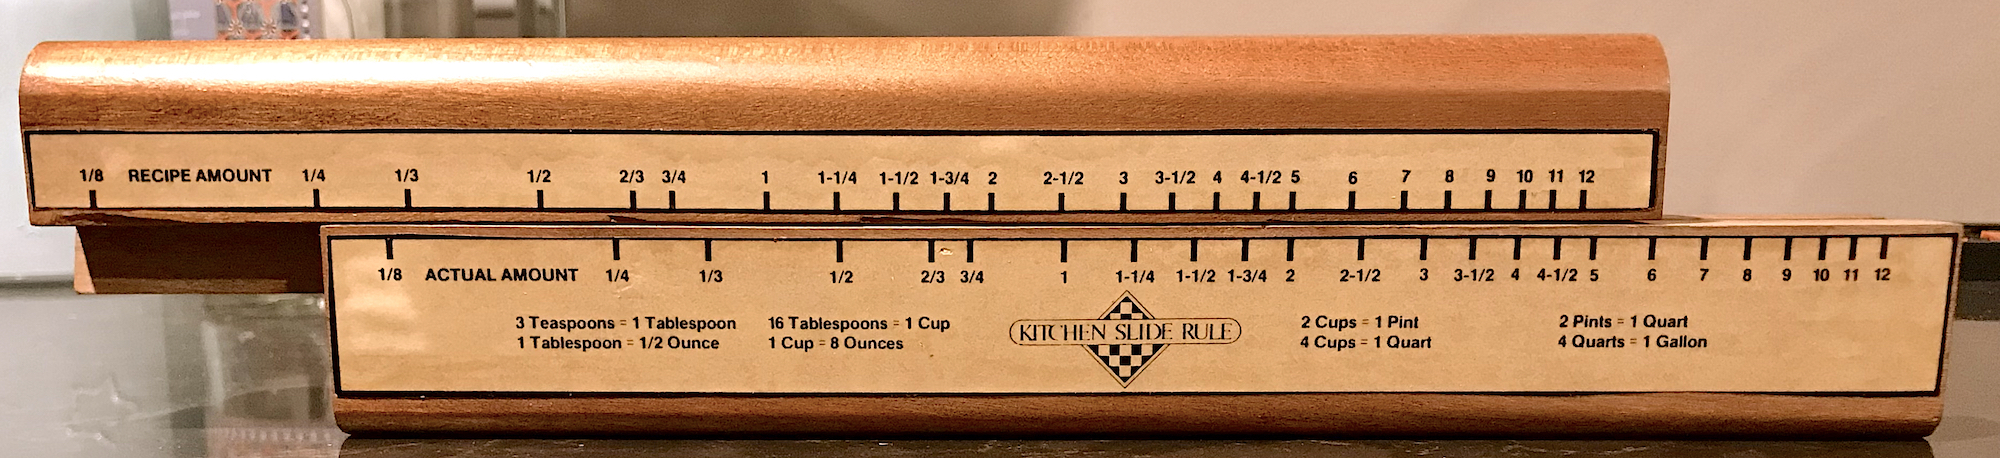 1/8 RECIPE AMOUNT 1/4 1/3 1/2 2/3 3/4 1 1-1/4 1-1/2 1-3/4 2 2-1/2 3 3-1/2 4 4-1/2 5 6 7 8 9 10 11 12
1/8 ACTUAL AMOUNT 1/4 1/3 1/2 2/3 3/4 1 1-1/4 1-1/2 1-3/4 2 2-1/2 3 3-1/2 4 4-1/2 5 6 7 8 9 10 11 12
3 Teaspoons = 1 Tablespoon
1 Tablespoon = 1/2 Ounce
16 Tablespoons = 1 Cup
1 Cup = 8 Ounces
KITCHEN SLIDE RULE
2 Cups = 1 Pint
4 Cups = 1 Quart
2 Pints = 1 Quart
4 Quarts = 1 Gallon